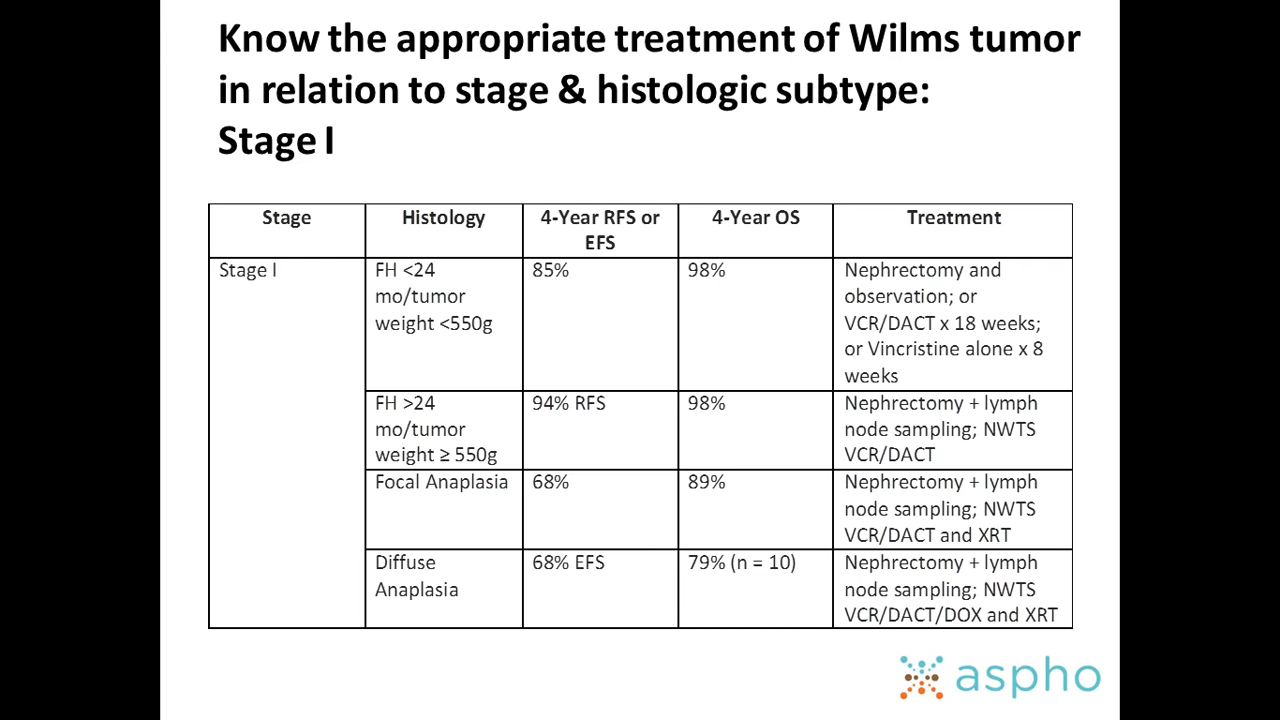 Know the appropriate treatment of Wilms tumor
in relation to stage & histologic subtype:
Stage I
Stage
Histology
4-Year RFS or
EFS
4-Year OS
Treatment
Stage I
FH <24
mo/tumor
weight <550g
85%
98%
Nephrectomy and
observation; or
VCR/DACT x 18 weeks;
or Vincristine alone x 8
weeks
FH >24
mo/tumor
weight ≥ 550g
94% RFS
98%
Nephrectomy + lymph
node sampling; NWTS
VCR/DACT
Focal Anaplasia
68%
89%
Nephrectomy + lymph
node sampling; NWTS
VCR/DACT and XRT
Diffuse
Anaplasia
68% EFS
79% (n = 10)
Nephrectomy + lymph
node sampling; NWTS
VCR/DACT/DOX and XRT
aspho